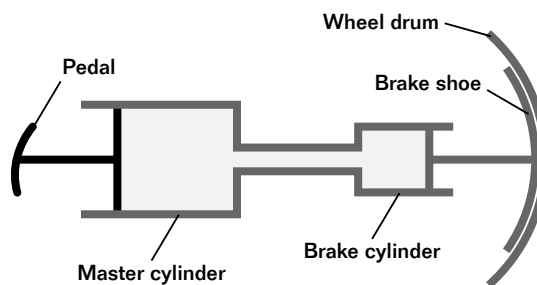 Wheel drum
Pedal
Brake shoe
Brake cylinder
Master cylinder